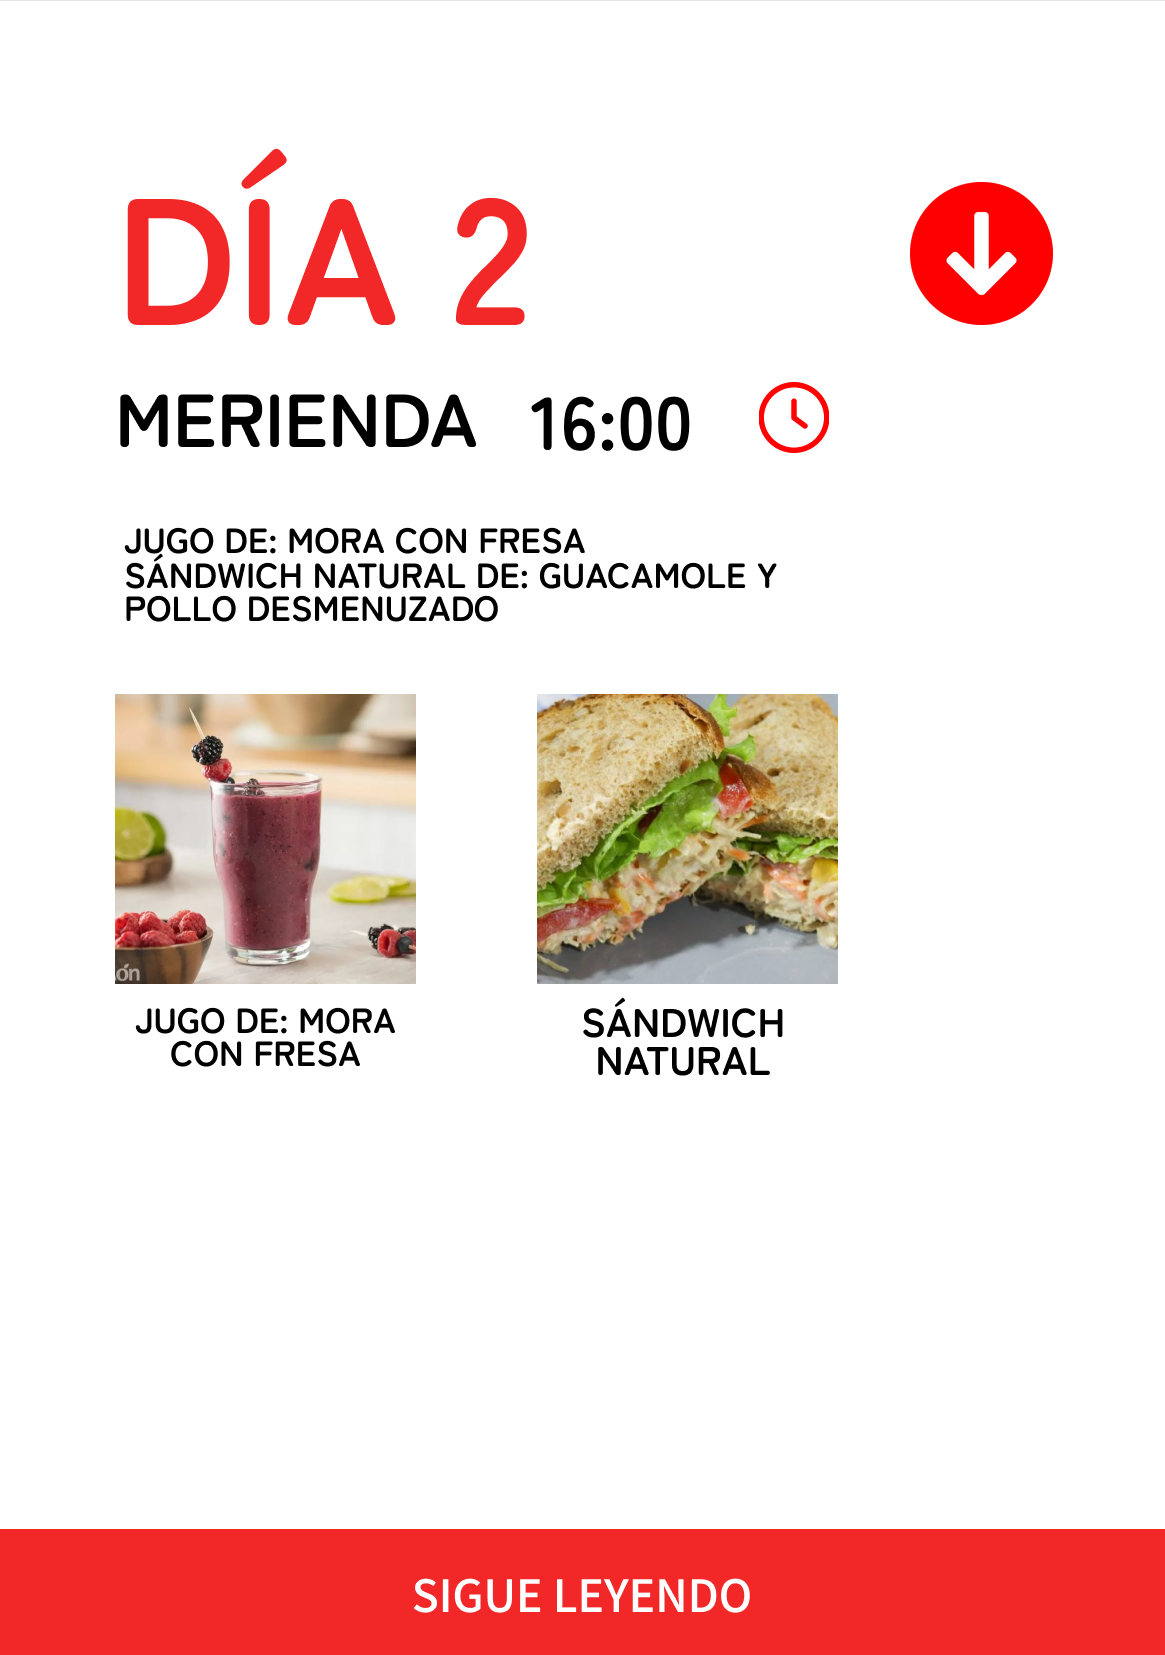 DÍA 2
MERIENDA 16:00
JUGO DE: MORA CON FRESA
SÁNDWICH NATURAL DE: GUACAMOLE Y
POLLO DESMENUZADO
ón
JUGO DE: MORA
CON FRESA
SÁNDWICH
NATURAL
SIGUE LEYENDO